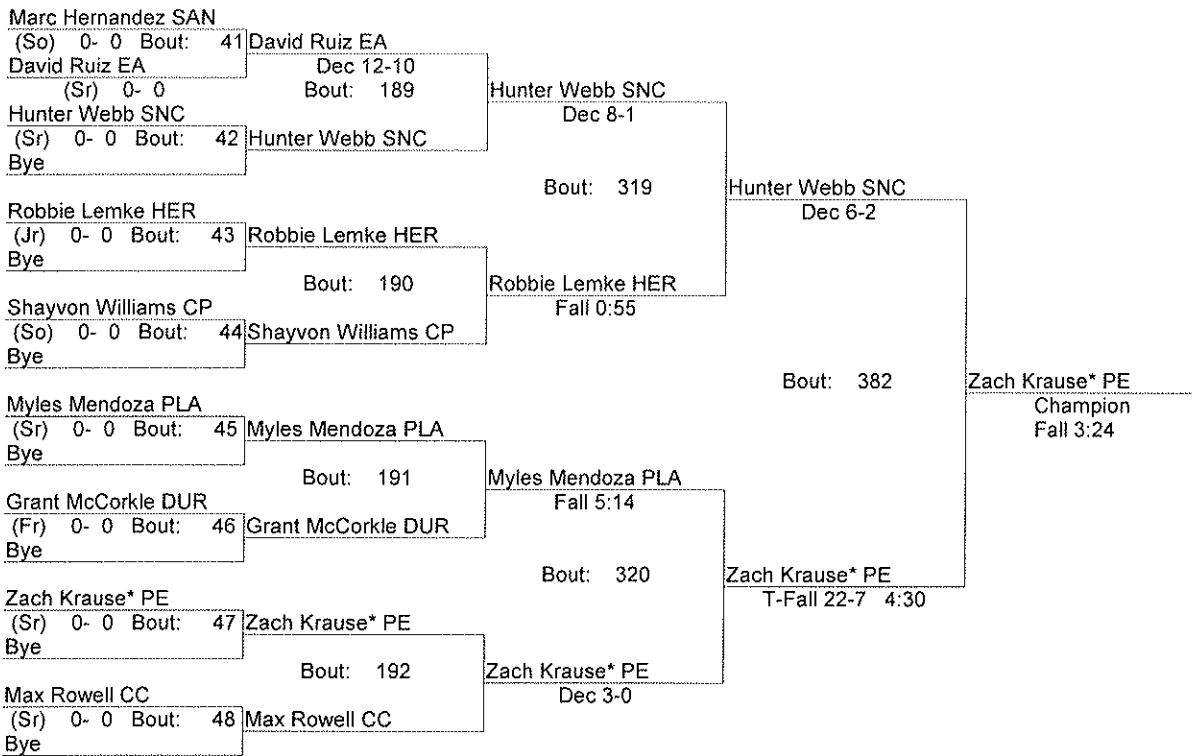 Marc Hernandez SAN
(So) 0- 0 Bout: 41 David Ruiz EA
David Ruiz EA Dec 12-10
(Sr) 0- 0 Bout: 189 Hunter Webb SNC
Hunter Webb SNC Dec 8-1
(Sr) 0- 0 Bout: 42 Hunter Webb SNC
Bye
Bout: 319 Hunter Webb SNC
Robbie Lemke HER Dec 6-2
(Jr) 0- 0 Bout: 43 Robbie Lemke HER
Bye
Bout: 190 Robbie Lemke HER
Shayvon Williams CP Fall 0:55
(So) 0- 0 Bout: 44 Shayvon Williams CP
Bye
Bout: 382 Zach Krause* PE
Myles Mendoza PLA Champion
(Sr) 0- 0 Bout: 45 Myles Mendoza PLA Fall 3:24
Bye
Bout: 191 Myles Mendoza PLA
Grant McCorkle DUR Fall 5:14
(Fr) 0- 0 Bout: 46 Grant McCorkle DUR
Bye
Bout: 320 Zach Krause* PE
Zach Krause* PE T-Fall 22-7 4:30
(Sr) 0- 0 Bout: 47 Zach Krause* PE
Bye
Bout: 192 Zach Krause* PE
Max Rowell CC Dec 3-0
(Sr) 0- 0 Bout: 48 Max Rowell CC
Bye